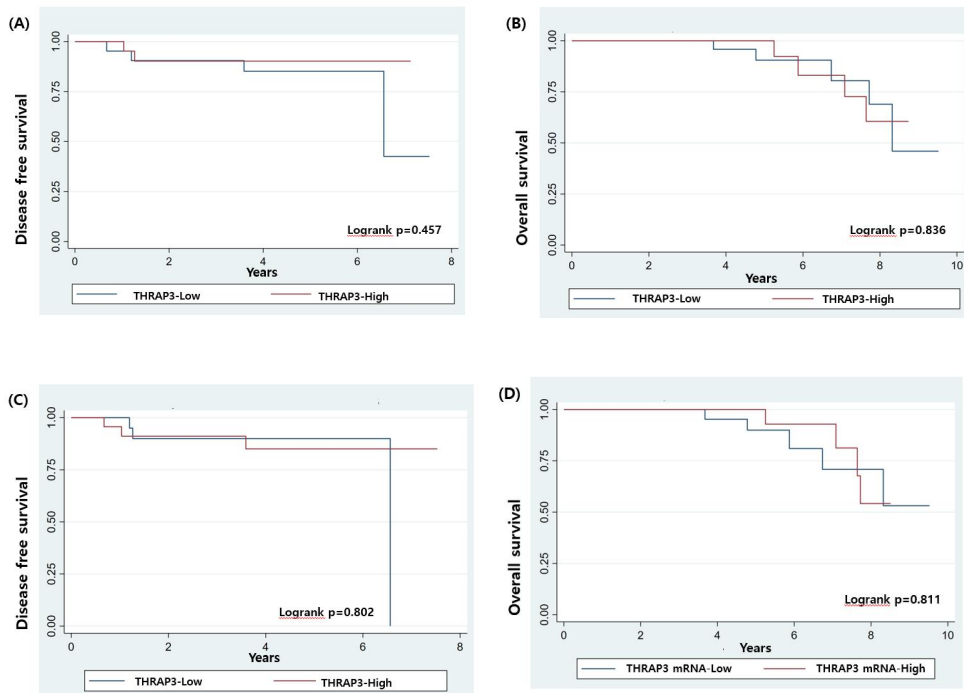 (A)
Disease free survival
1.00
0.75
0.50
0.25
0.00
Logrank p=0.457
0 2 4 6 8
Years
THRAP3-Low THRAP3-High
(B)
Overall survival
1.00
0.75
0.50
0.25
0.00
Logrank p=0.836
0 2 4 6 8 10
Years
THRAP3-Low THRAP3-High
(C)
Disease free survival
1.00
0.75
0.50
0.25
0.00
Logrank p=0.802
0 2 4 6 8
Years
THRAP3-Low THRAP3-High
(D)
Overall survival
1.00
0.75
0.50
0.25
0.00
Logrank p=0.811
0 2 4 6 8 10
Years
THRAP3 mRNA-Low THRAP3 mRNA-High